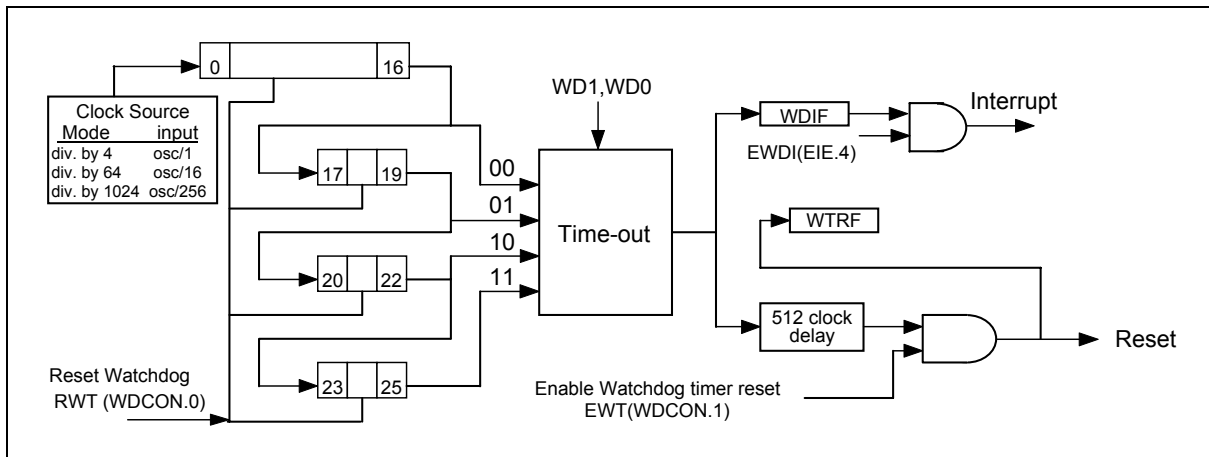 0 16
Clock Source
Mode input
div. by 4 osc/1
div. by 64 osc/16
div. by 1024 osc/256
17 19
20 22
23 25
Reset Watchdog
RWT (WDCON.0)
00
01
10
11
WD1,WD0
Time-out
WDIF
EWDI(EIE.4)
Interrupt
WTRF
512 clock
delay
Reset
Enable Watchdog timer reset
EWT(WDCON.1)